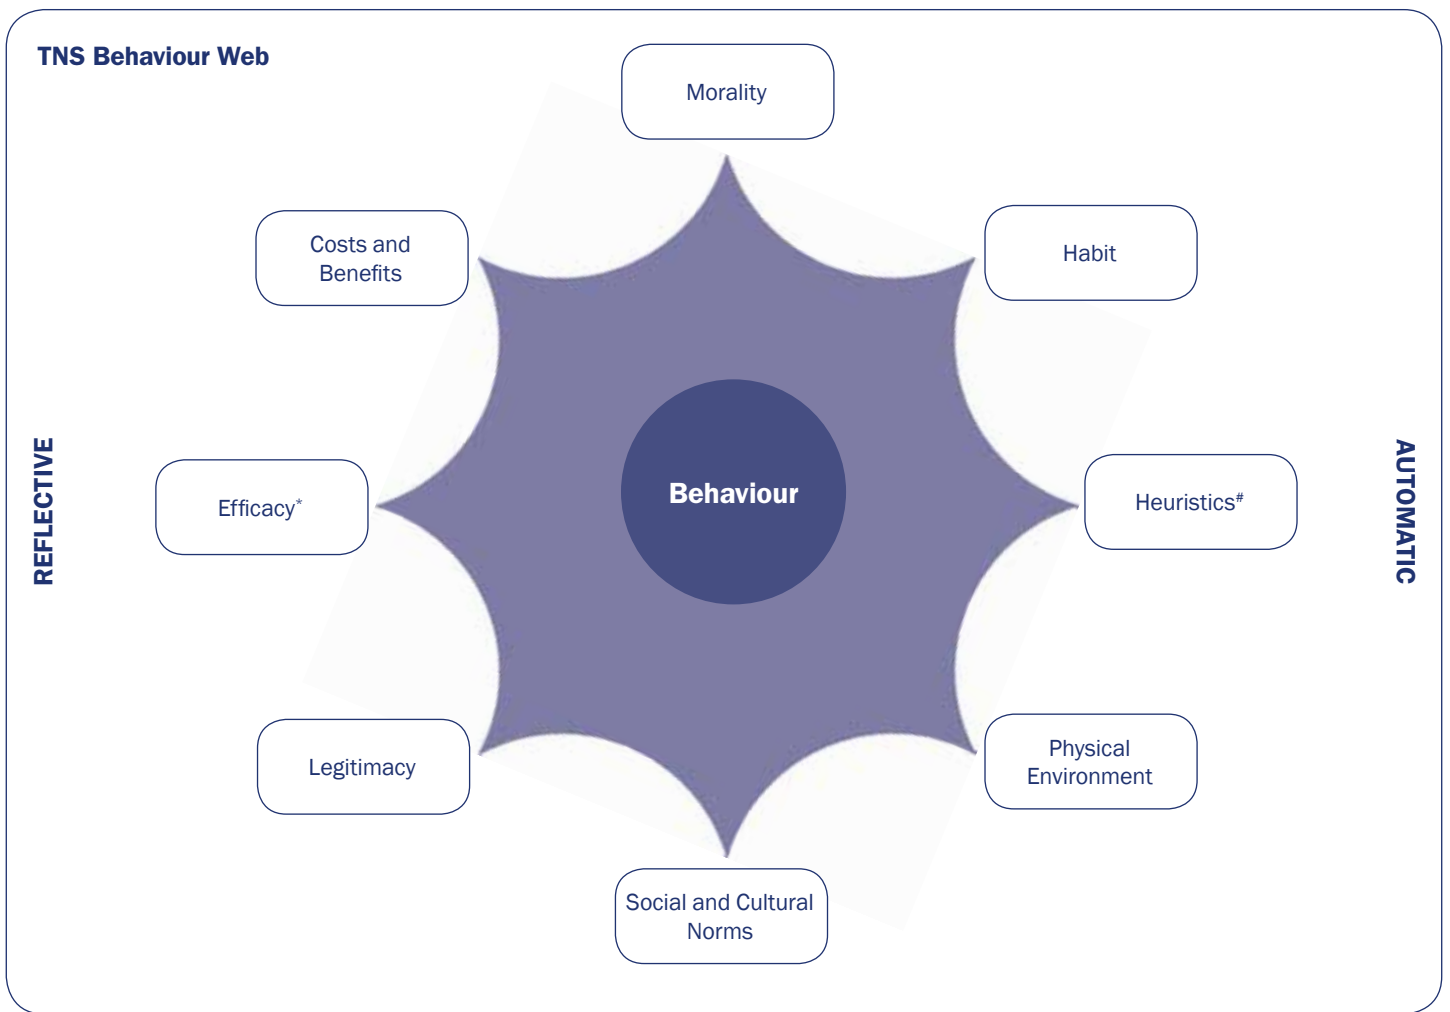 TNS Behaviour Web
Morality
Costs and
Benefits
Habit
REFLECTIVE
Efficacy*
Behaviour
Heuristics#
AUTOMATIC
Legitimacy
Physical
Environment
Social and Cultural
Norms